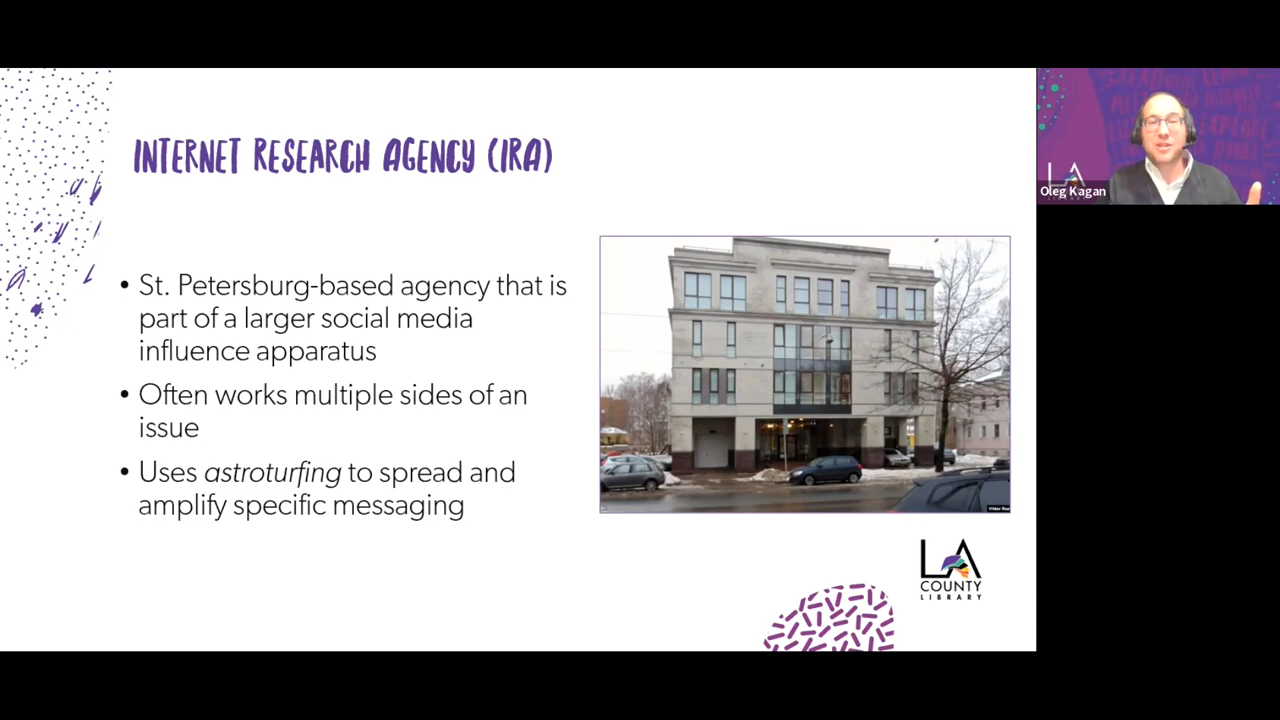 INTERNET RESEARCH AGENCY (IRA)
• St. Petersburg-based agency that is
part of a larger social media
influence apparatus
• Often works multiple sides of an
issue
• Uses astroturfing to spread and
amplify specific messaging
LA
COUNTY
LIBRARY
LA
Oleg Kagan